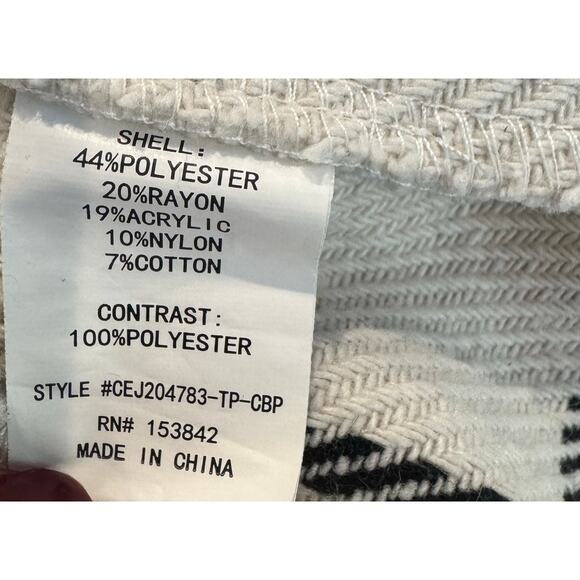 SHELL:
44%POLYESTER
20%RAYON
19%ACRYLIC
10%NYLON
7%COTTON
CONTRAST:
100%POLYESTER
STYLE #CEJ204783-TP-CBP
RN# 153842
MADE IN CHINA